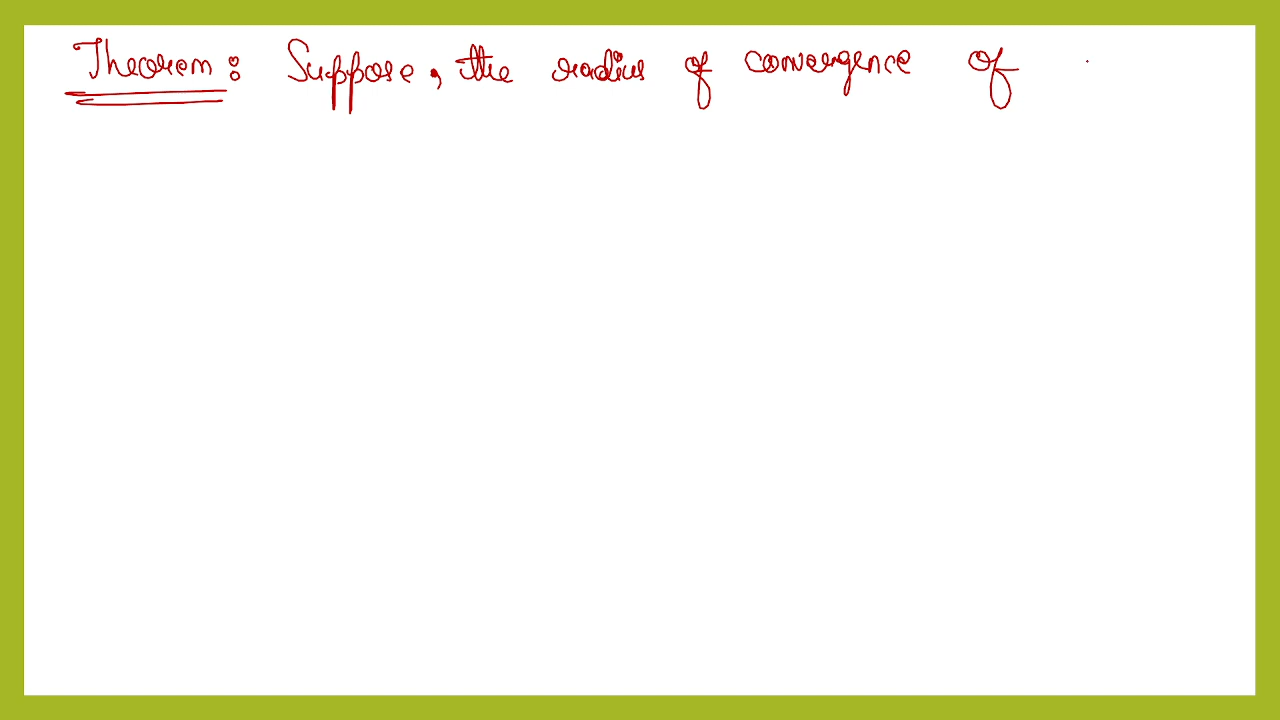 Theorem: Suppose, the radius of convergence of